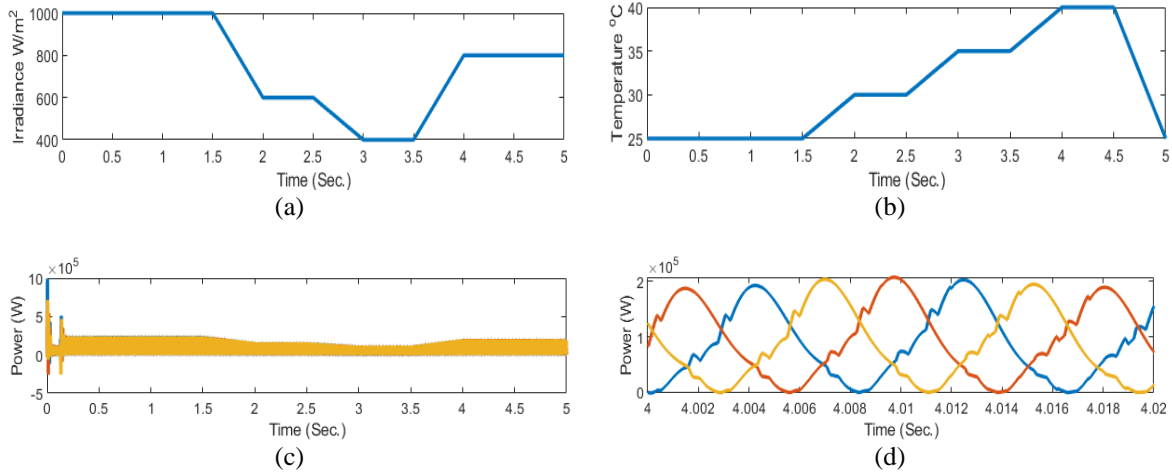 Irradiance W/m²
1000
800
600
400
0 0.5 1 1.5 2 2.5 3 3.5 4 4.5 5
Time (Sec.)
(a)
Temperature °C
40
35
30
25
0 0.5 1 1.5 2 2.5 3 3.5 4 4.5 5
Time (Sec.)
(b)
×10⁵
Power (W)
10
5
0
-5
0 0.5 1 1.5 2 2.5 3 3.5 4 4.5 5
Time (Sec.)
(c)
×10⁵
Power (W)
2
1
0
4 4.002 4.004 4.006 4.008 4.01 4.012 4.014 4.016 4.018 4.02
Time (Sec.)
(d)